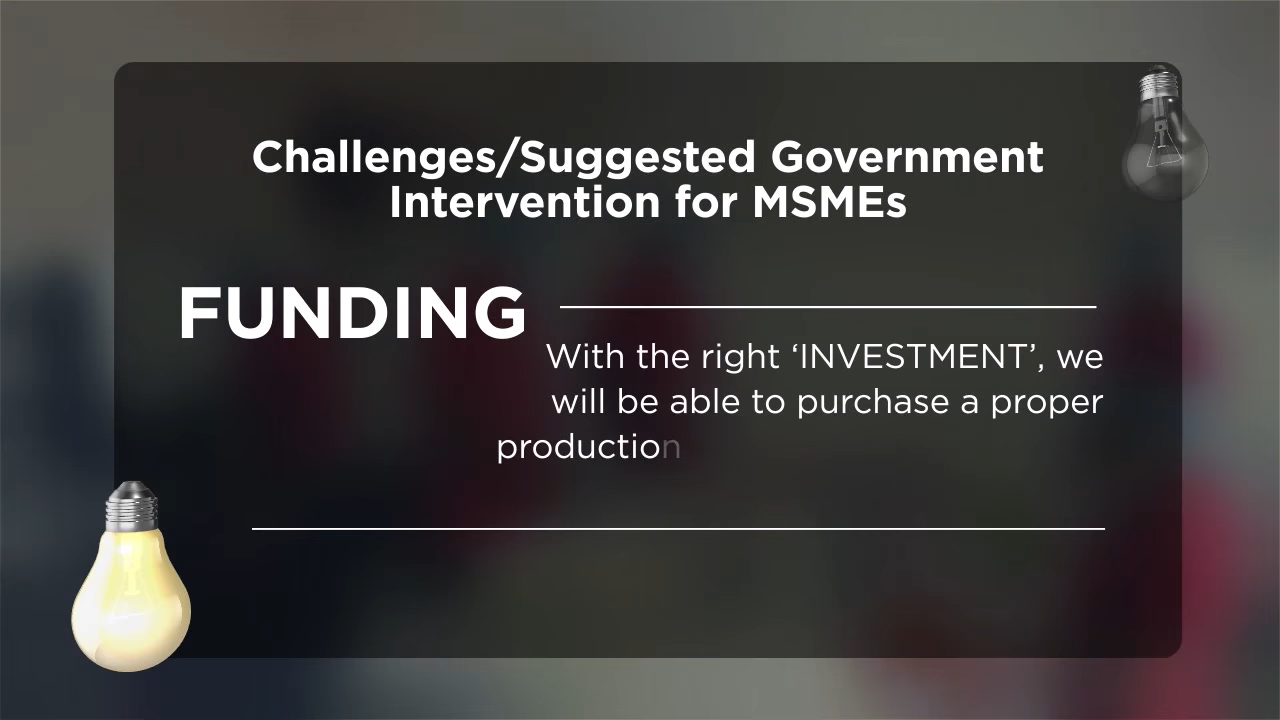 Challenges/Suggested Government
Intervention for MSMEs
FUNDING
With the right ‘INVESTMENT’, we
will be able to purchase a proper
production